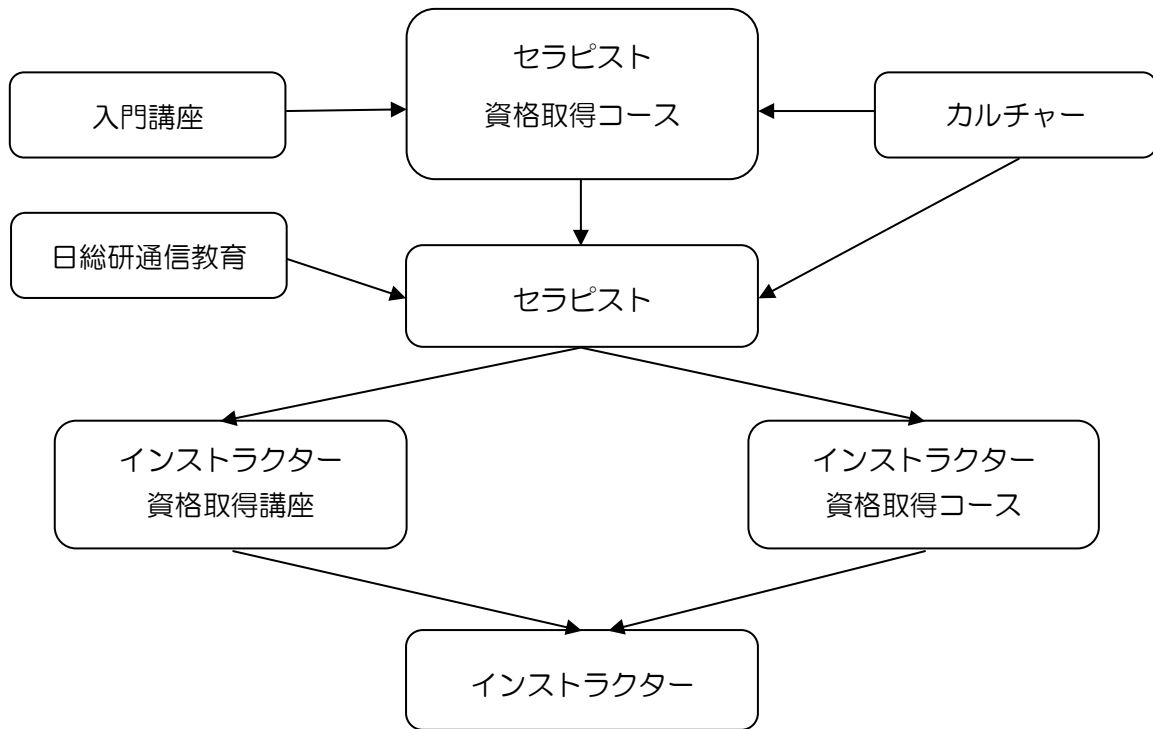 セラピスト
資格取得コース
入門講座
カルチャー
日総研通信教育
セラピスト
インストラクター
資格取得講座
インストラクター
資格取得コース
インストラクター